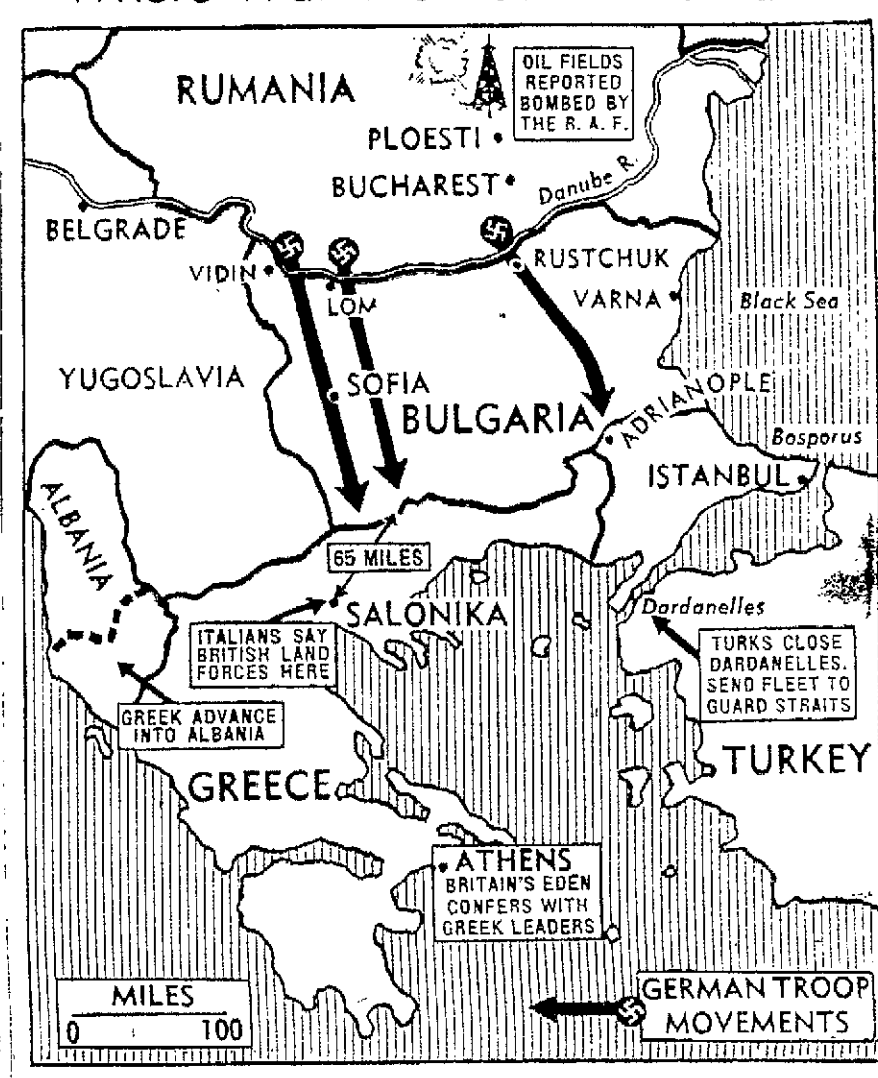 RUMANIA
OIL FIELDS
REPORTED
BOMBED BY
THE R. A. F.
PLOESTI
BUCHAREST
Danube R.
BELGRADE
VIDIN
LOM
RUSTCHUK
VARNA
Black Sea
YUGOSLAVIA
SOFIA
BULGARIA
ADRIANOPLE
Bosporus
ISTANBUL
ALBANIA
65 MILES
SALONIKA
Dardanelles
ITALIANS SAY
BRITISH LAND
FORCES HERE
TURKS CLOSE
DARDANELLES.
SEND FLEET TO
GUARD STRAITS
GREEK ADVANCE
INTO ALBANIA
GREECE
TURKEY
ATHENS
BRITAIN'S EDEN
CONFERS WITH
GREEK LEADERS
MILES
0 100
GERMAN TROOP
MOVEMENTS